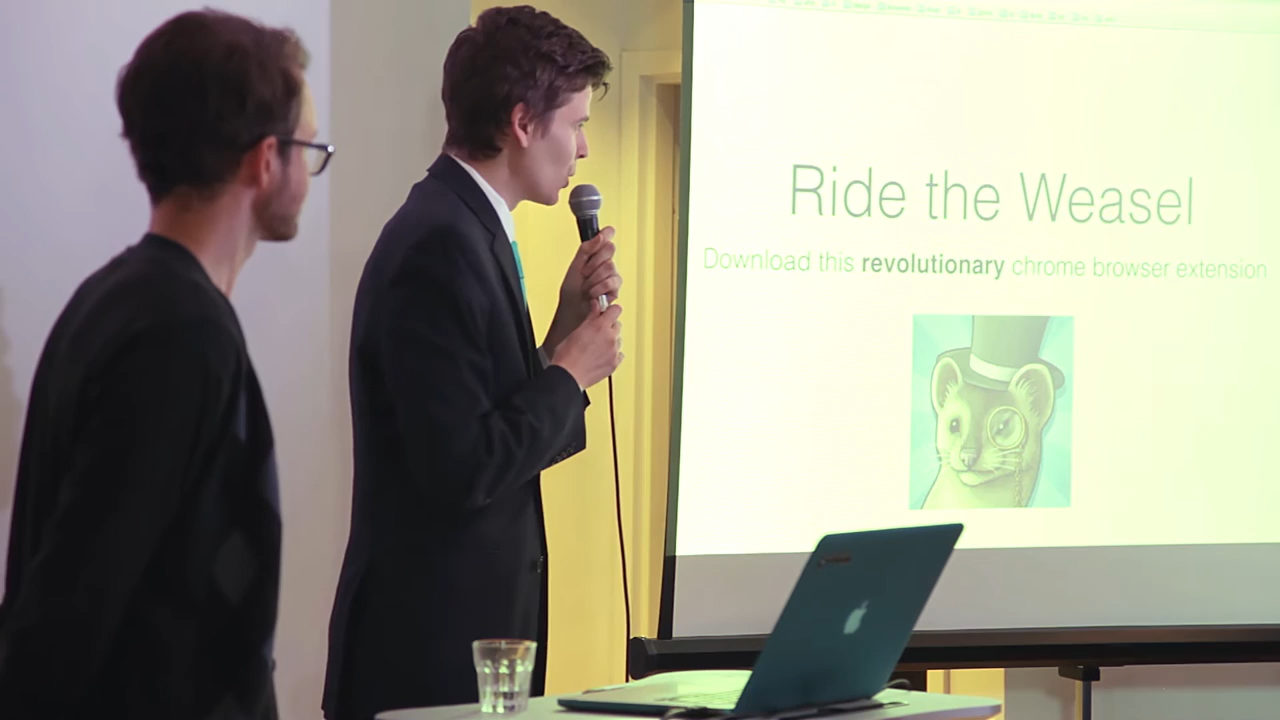 Ride the Weasel
Download this revolutionary chrome browser extension